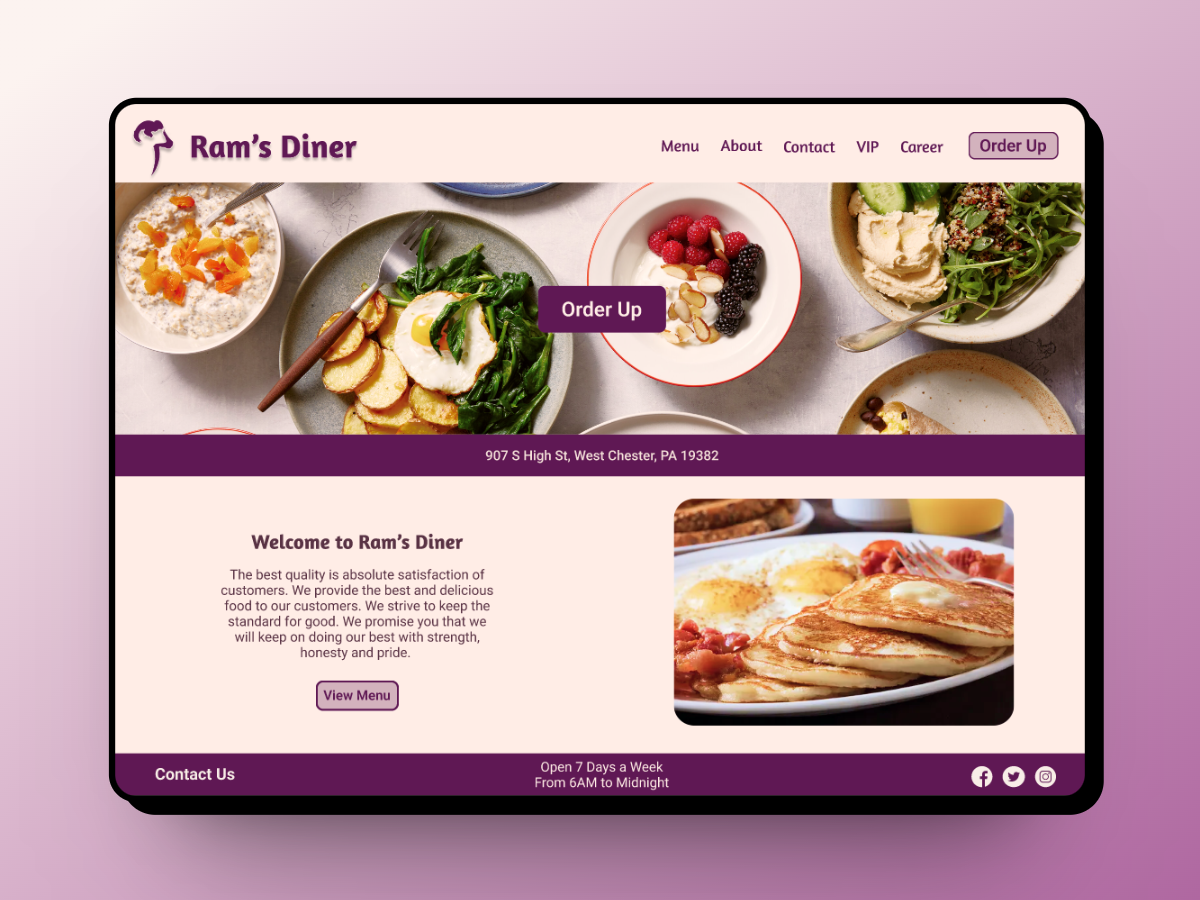 Ram's Diner
Menu About Contact VIP Career Order Up
Order Up
907 S High St, West Chester, PA 19382
Welcome to Ram's Diner
The best quality is absolute satisfaction of
customers. We provide the best and delicious
food to our customers. We strive to keep the
standard for good. We promise you that we
will keep on doing our best with strength,
honesty and pride.
View Menu
Contact Us
Open 7 Days a Week
From 6AM to Midnight